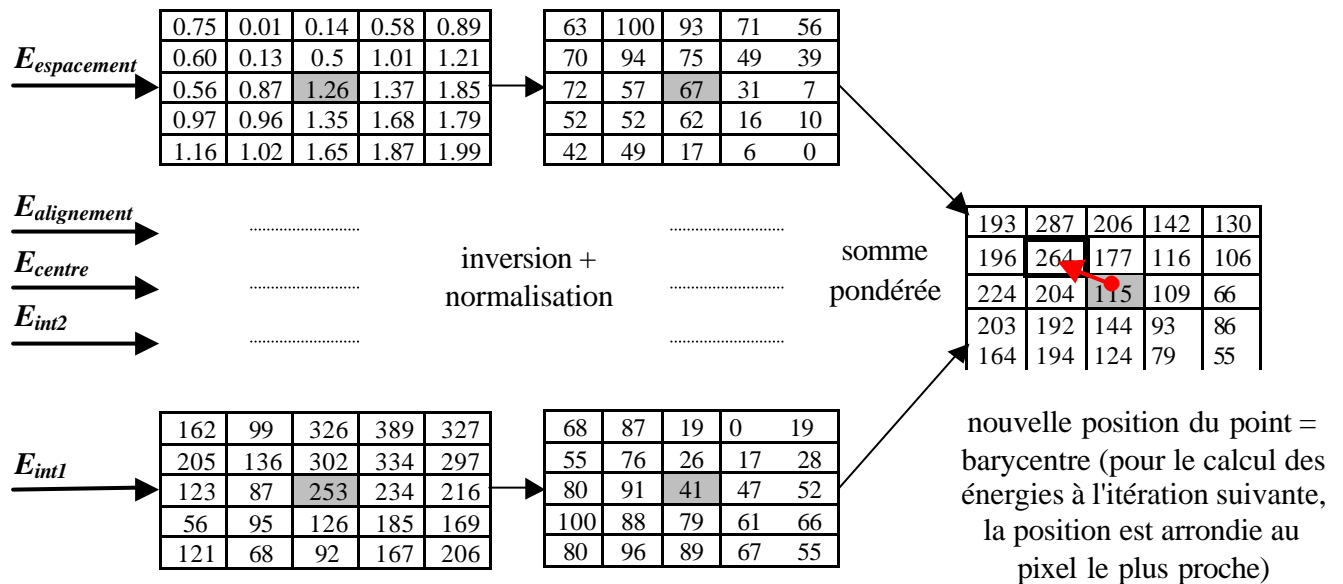 0.75 0.01 0.14 0.58 0.89
63 100 93 71 56
E espacement
0.60 0.13 0.5 1.01 1.21
70 94 75 49 39
0.56 0.87 1.26 1.37 1.85
72 57 67 31 7
0.97 0.96 1.35 1.68 1.79
52 52 62 16 10
1.16 1.02 1.65 1.87 1.99
42 49 17 6 0
E alignement
E centre
E int2
inversion +
normalisation
somme
pondérée
193 287 206 142 130
196 264 177 116 106
224 204 115 109 66
203 192 144 93 86
164 194 124 79 55
E int1
162 99 326 389 327
68 87 19 0 19
205 136 302 334 297
55 76 26 17 28
123 87 253 234 216
80 91 41 47 52
56 95 126 185 169
100 88 79 61 66
121 68 92 167 206
80 96 89 67 55
nouvelle position du point =
barycentre (pour le calcul des
énergies à l'itération suivante,
la position est arrondie au
pixel le plus proche)